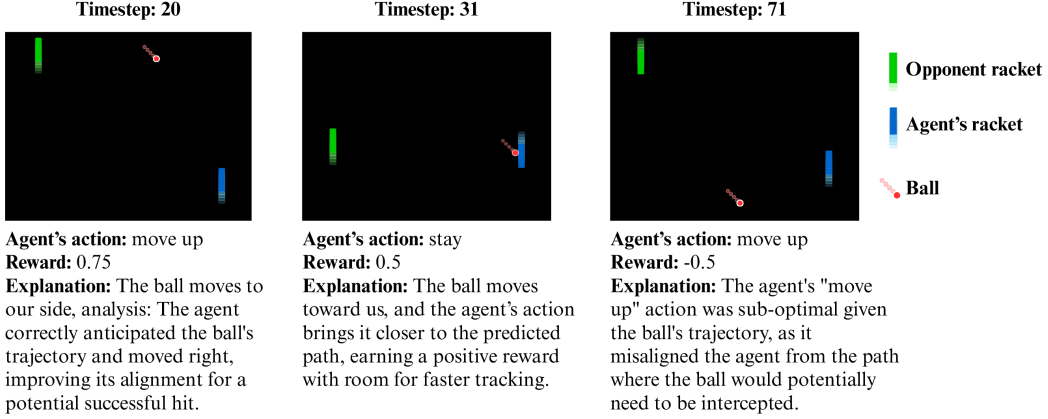 Timestep: 20
Agent's action: move up
Reward: 0.75
Explanation: The ball moves to
our side, analysis: The agent
correctly anticipated the ball's
trajectory and moved right,
improving its alignment for a
potential successful hit.
Timestep: 31
Agent's action: stay
Reward: 0.5
Explanation: The ball moves
toward us, and the agent's action
brings it closer to the predicted
path, earning a positive reward
with room for faster tracking.
Timestep: 71
Agent's action: move up
Reward: -0.5
Explanation: The agent's "move
up" action was sub-optimal given
the ball's trajectory, as it
misaligned the agent from the path
where the ball would potentially
need to be intercepted.
Opponent racket
Agent's racket
Ball